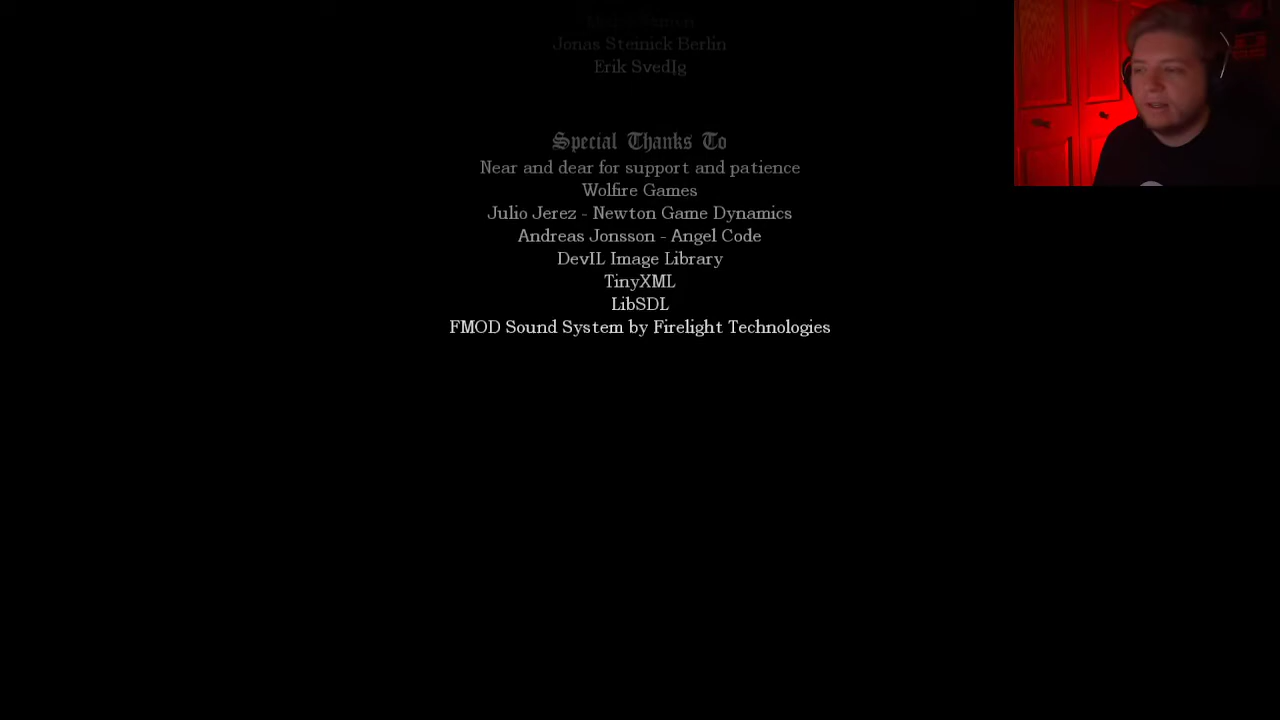 Jonas Steinick Berlin
Erik SvedIg
Special Thanks To
Near and dear for support and patience
Wolfire Games
Julio Jerez - Newton Game Dynamics
Andreas Jonsson - Angel Code
DevIL Image Library
TinyXML
LibSDL
FMOD Sound System by Firelight Technologies